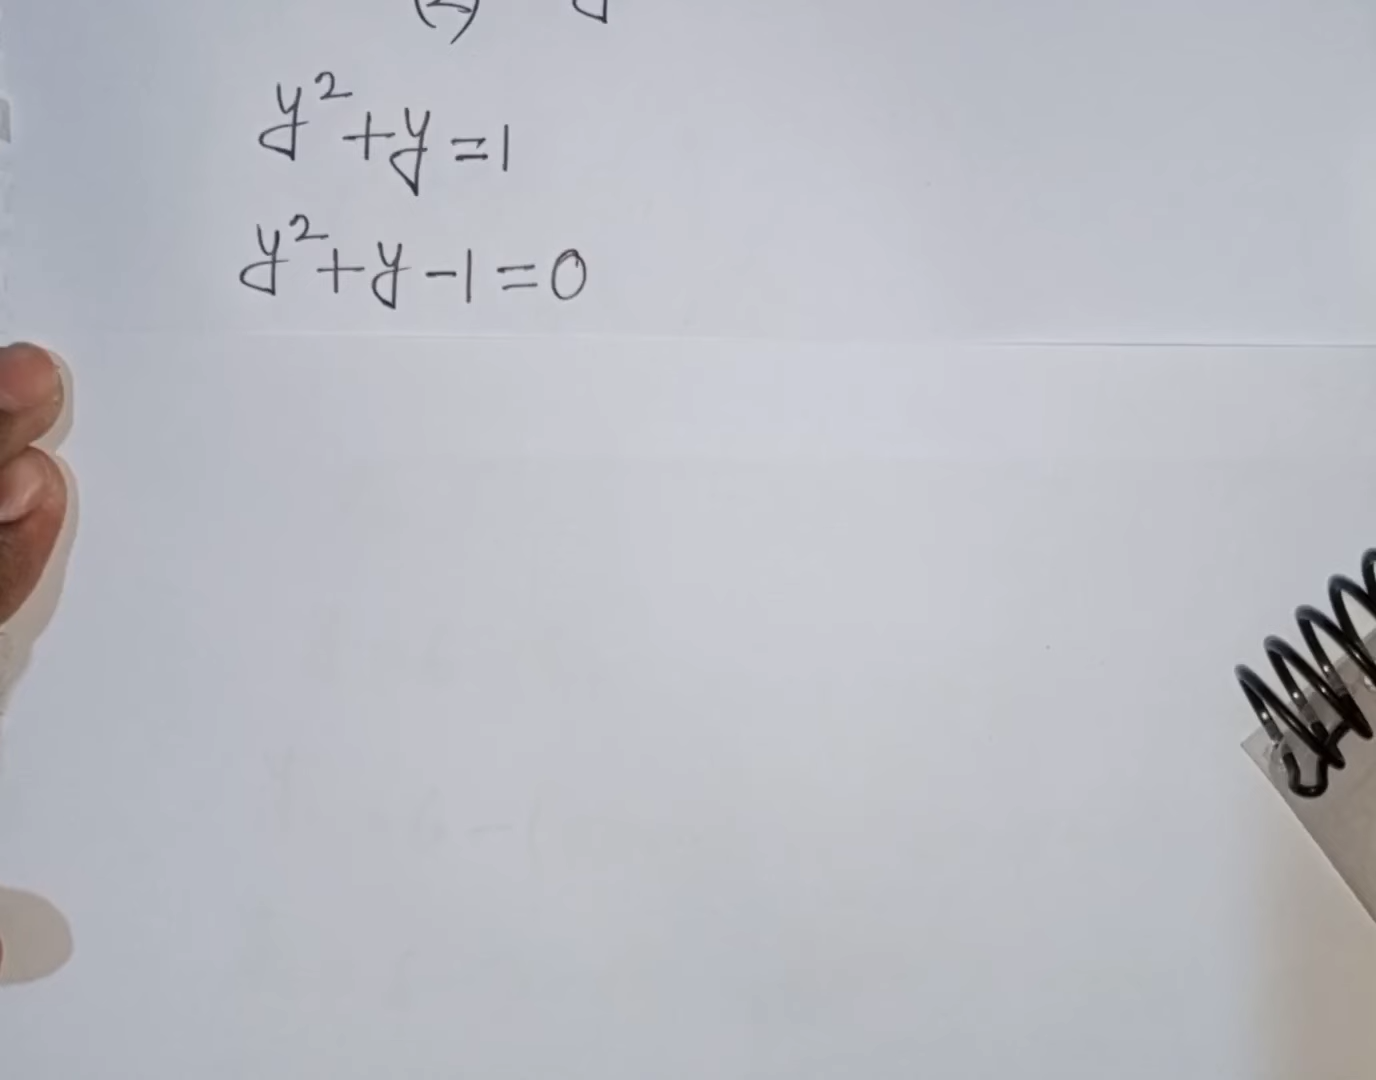 y² + y = 1
y² + y - 1 = 0